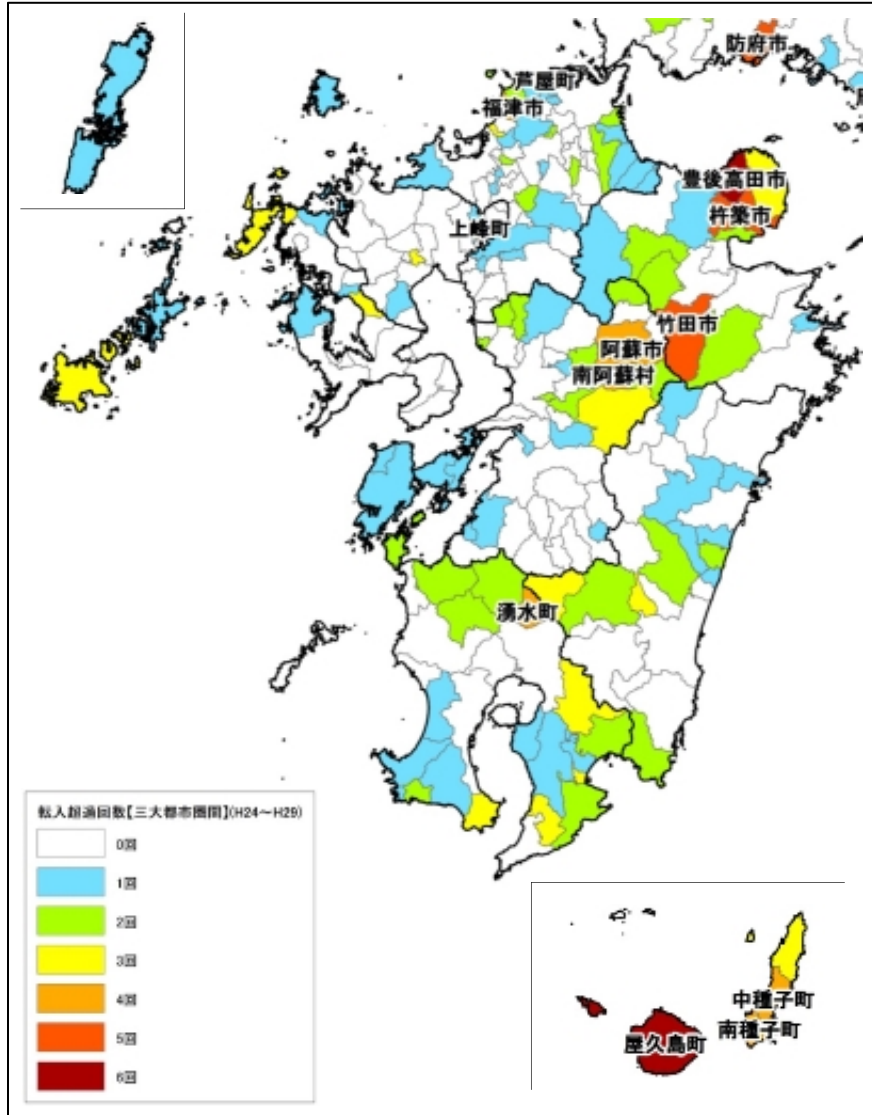 防府市
芦屋町
福津市
豊後高田市
杵築市
上峰町
竹田市
阿蘇市
南阿蘇村
湧水町
転入超過回数【三大都市圏間】(H24～H29)
0回
1回
2回
3回
4回
5回
6回
中種子町
南種子町
屋久島町